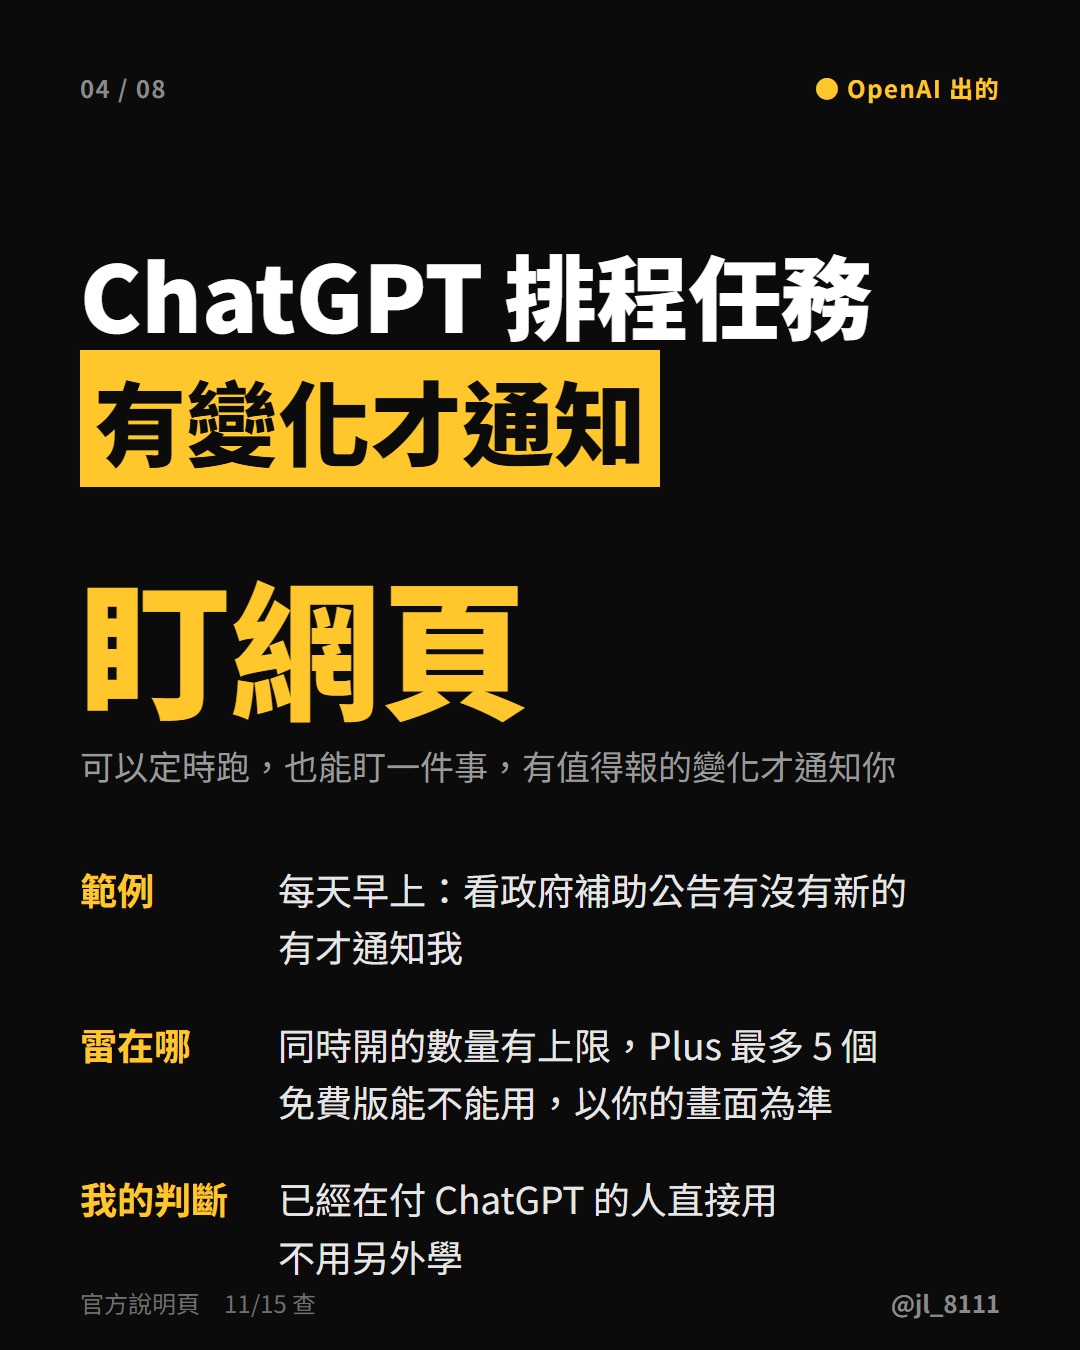 04 / 08
OpenAI 出的
ChatGPT 排程任務
有變化才通知
盯網頁
可以定時跑，也能盯一件事，有值得報的變化才通知你
範例
每天早上：看政府補助公告有沒有新的
有才通知我
雷在哪
同時開的數量有上限，Plus 最多 5 個
免費版能不能用，以你的畫面為準
我的判斷
已經在付 ChatGPT 的人直接用
不用另外學
官方說明頁 11/15 查
@jl_8111